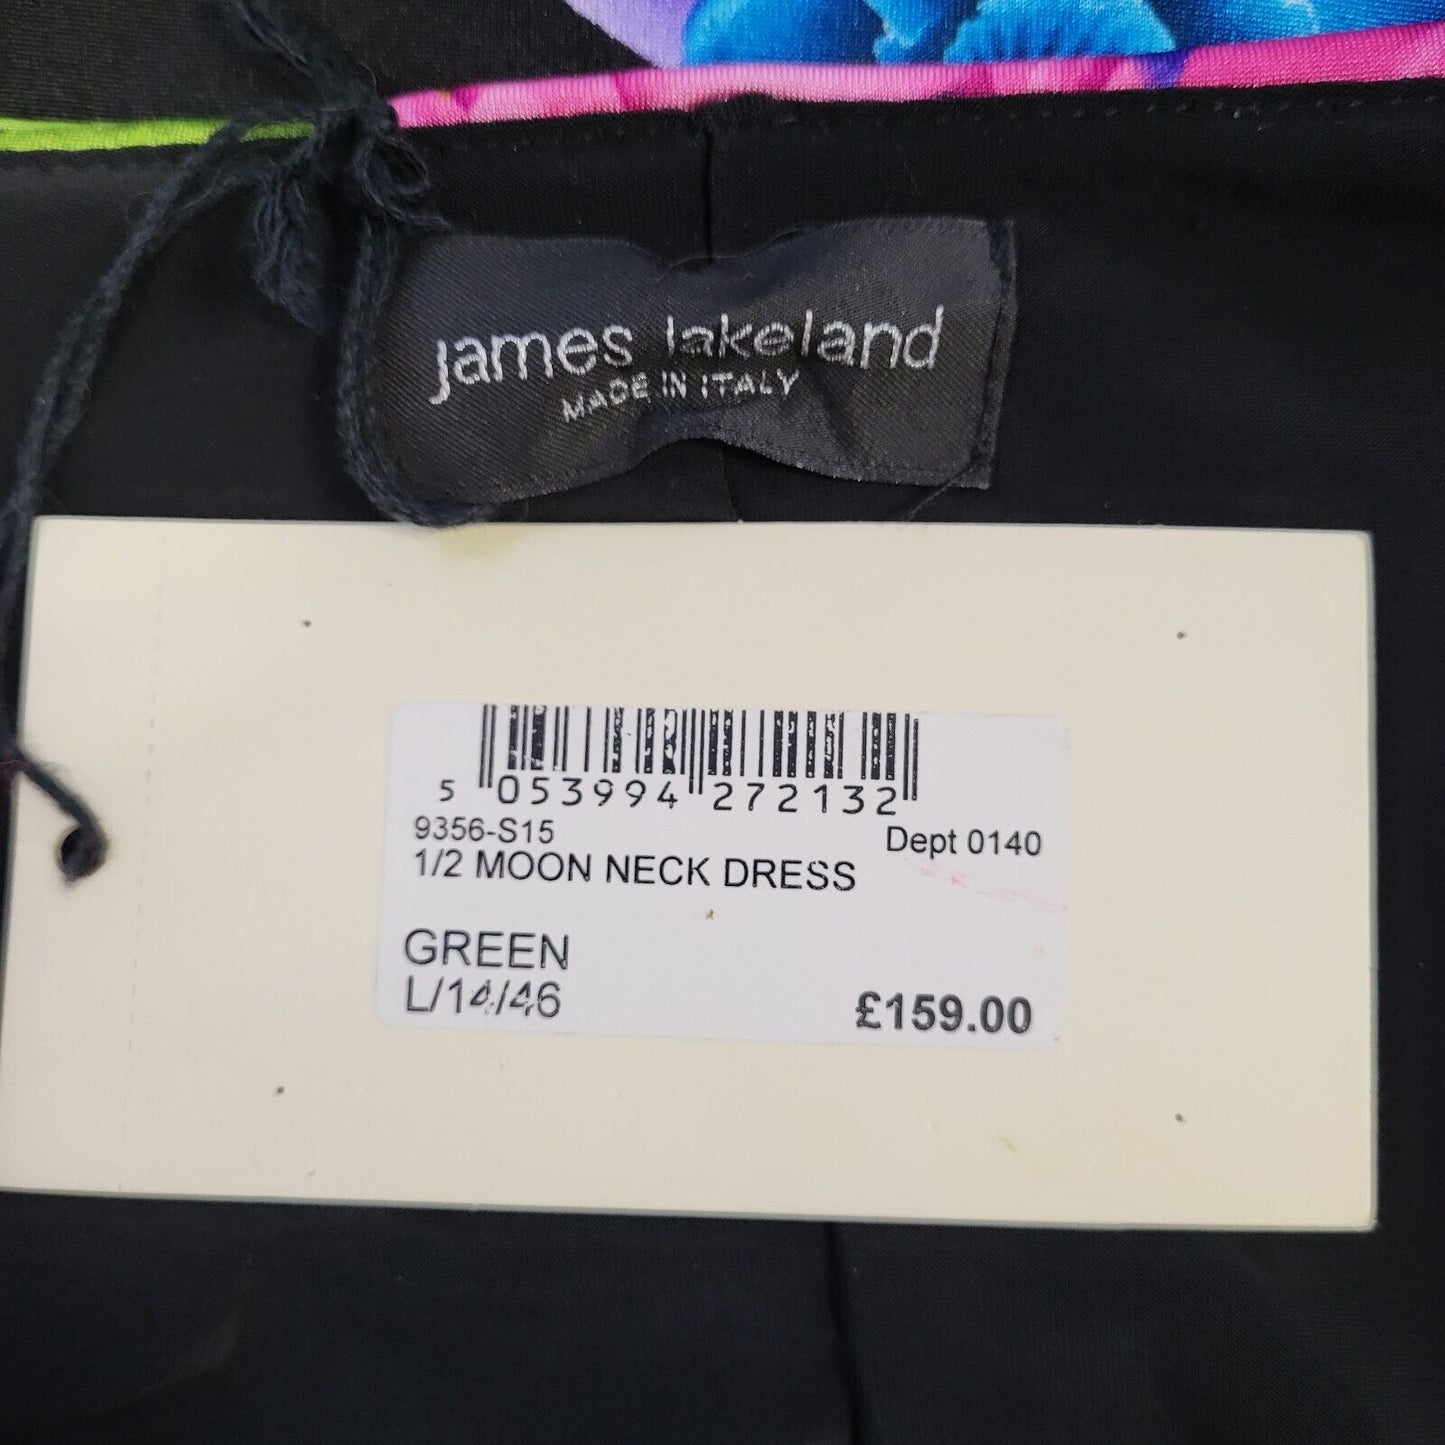 james lakeland
MADE IN ITALY
5 053994 272132
9356-S15 Dept 0140
1/2 MOON NECK DRESS
GREEN
L/14/46 £159.00